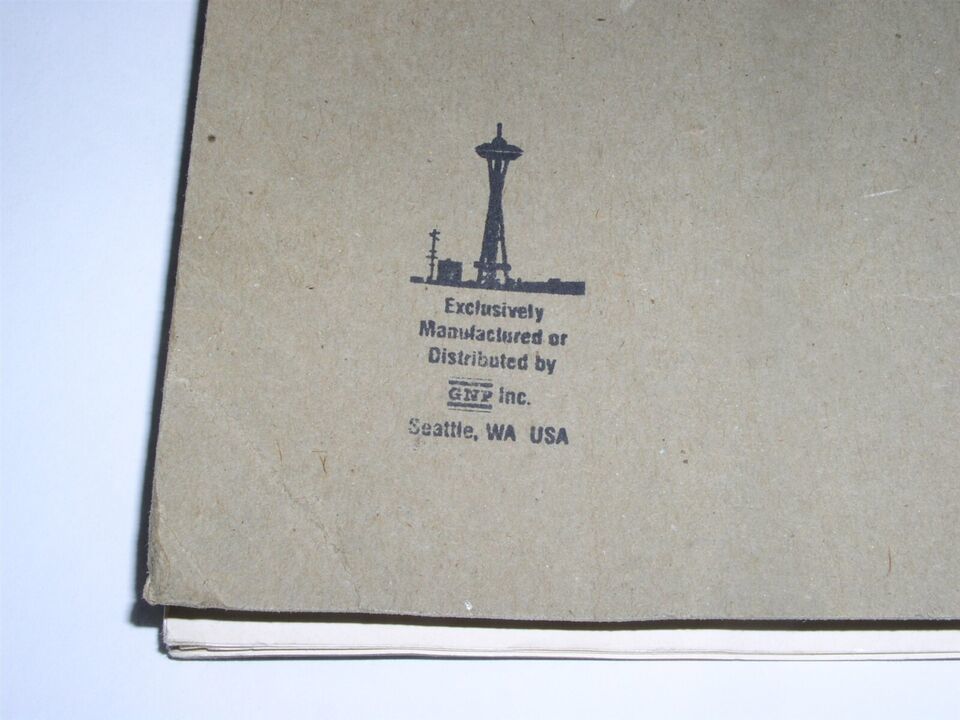 Exclusively
Manufactured or
Distributed by
GNP Inc.
Seattle, WA USA